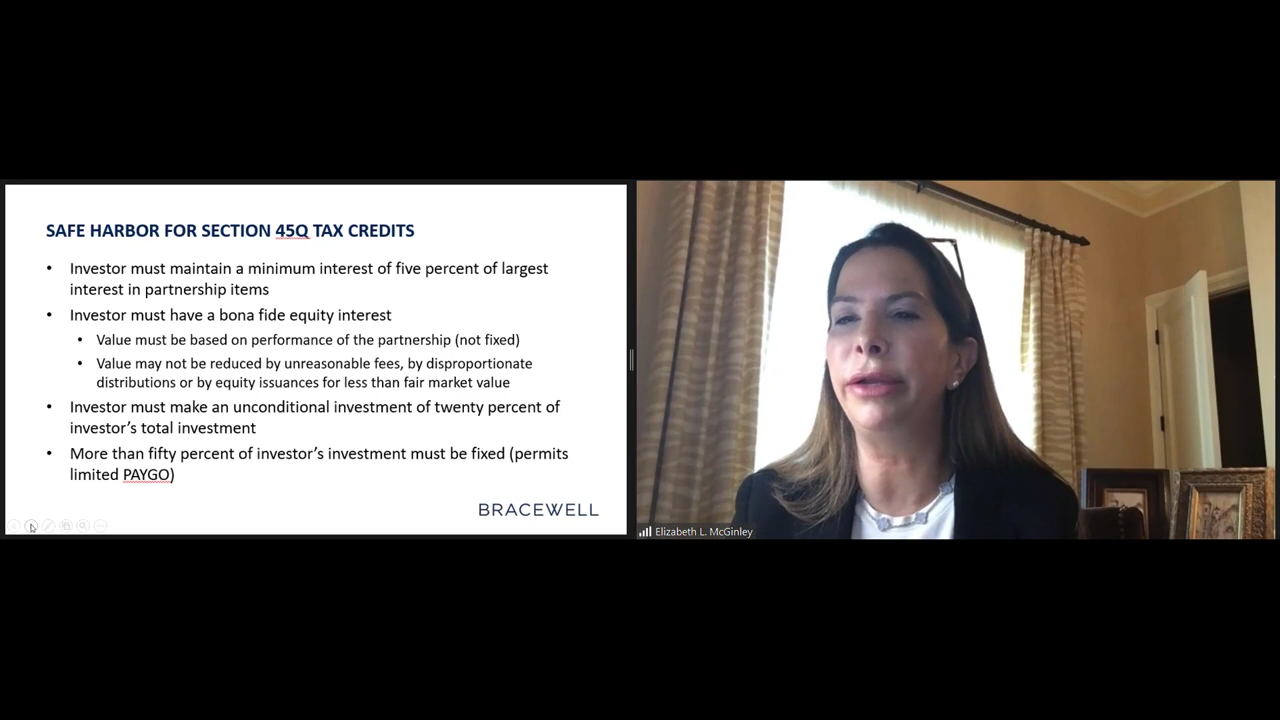 SAFE HARBOR FOR SECTION 45Q TAX CREDITS
• Investor must maintain a minimum interest of five percent of largest
interest in partnership items
• Investor must have a bona fide equity interest
• Value must be based on performance of the partnership (not fixed)
• Value may not be reduced by unreasonable fees, by disproportionate
distributions or by equity issuances for less than fair market value
• Investor must make an unconditional investment of twenty percent of
investor’s total investment
• More than fifty percent of investor’s investment must be fixed (permits
limited PAYGO)
BRACEWELL
Elizabeth L. McGinley